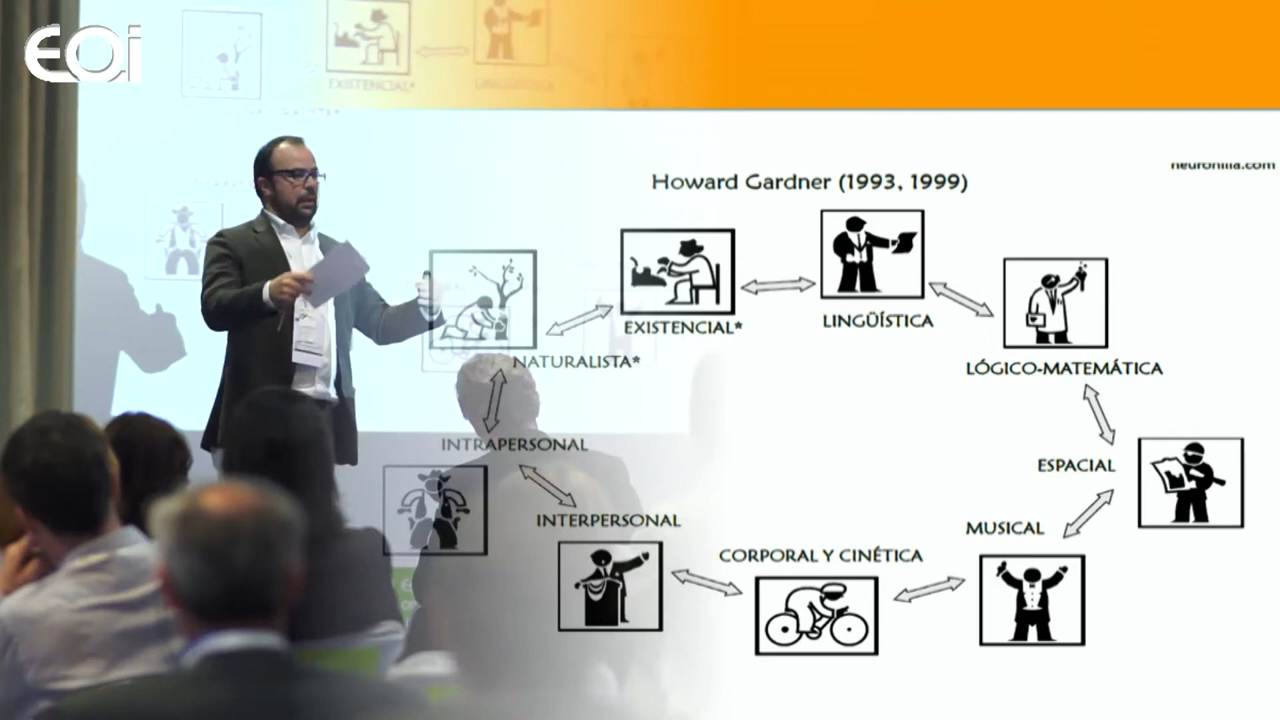 EOi
EXISTENCIAL*
LINGÜÍSTICA
neuronilla.com
Howard Gardner (1993, 1999)
EXISTENCIAL*
LINGÜÍSTICA
NATURALISTA*
LÓGICO-MATEMÁTICA
INTRAPERSONAL
ESPACIAL
INTERPERSONAL
MUSICAL
CORPORAL Y CINÉTICA